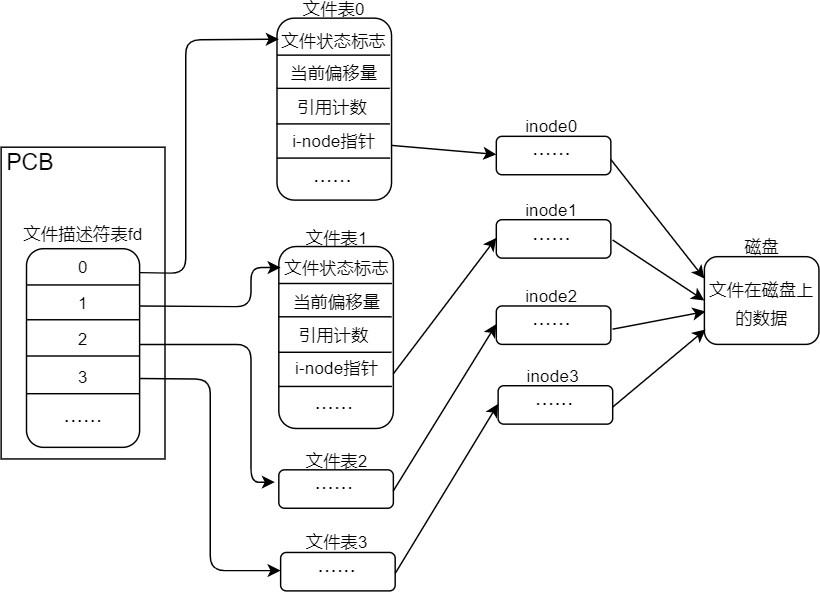 PCB
文件描述符表fd
0
1
2
3
……
文件表0
文件状态标志
当前偏移量
引用计数
i-node指针
……
文件表1
文件状态标志
当前偏移量
引用计数
i-node指针
……
文件表2
……
文件表3
……
inode0
……
inode1
……
inode2
……
inode3
……
磁盘
文件在磁盘上
的数据